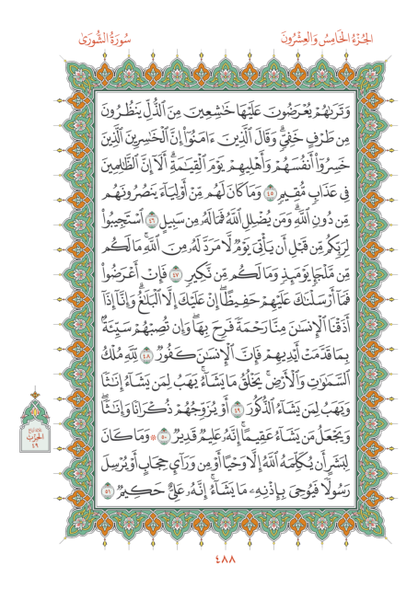 الجُزْءُ الخَامِسُ وَالعِشْرُونَ
سُورَةُ الشُّورَىٰ
وَتَرَىٰهُمْ يُعْرَضُونَ عَلَيْهَا خَٰشِعِينَ مِنَ ٱلذُّلِّ يَنظُرُونَ
مِن طَرْفٍ خَفِيٍّ ۗ وَقَالَ ٱلَّذِينَ ءَامَنُوٓا۟ إِنَّ ٱلْخَٰسِرِينَ ٱلَّذِينَ
خَسِرُوٓا۟ أَنفُسَهُمْ وَأَهْلِيهِمْ يَوْمَ ٱلْقِيَٰمَةِ ۗ أَلَآ إِنَّ ٱلظَّٰلِمِينَ
فِى عَذَابٍ مُّقِيمٍ ٤٥ وَمَا كَانَ لَهُم مِّنْ أَوْلِيَآءَ يَنصُرُونَهُم
مِّن دُونِ ٱللَّهِ ۗ وَمَن يُضْلِلِ ٱللَّهُ فَمَا لَهُۥ مِن سَبِيلٍ ٤٦ ٱسْتَجِيبُوا۟
لِرَبِّكُم مِّن قَبْلِ أَن يَأْتِىَ يَوْمٌ لَّا مَرَدَّ لَهُۥ مِنَ ٱللَّهِ ۚ مَا لَكُم
مِّن مَّلْجَإٍ يَوْمَئِذٍ وَمَا لَكُم مِّن نَّكِيرٍ ٤٧ فَإِنْ أَعْرَضُوا۟
فَمَآ أَرْسَلْنَٰكَ عَلَيْهِمْ حَفِيظًا ۖ إِنْ عَلَيْكَ إِلَّا ٱلْبَلَٰغُ ۗ وَإِنَّآ إِذَآ
أَذَقْنَا ٱلْإِنسَٰنَ مِنَّا رَحْمَةً فَرِحَ بِهَا ۖ وَإِن تُصِبْهُمْ سَيِّئَةٌۢ
بِمَا قَدَّمَتْ أَيْدِيهِمْ فَإِنَّ ٱلْإِنسَٰنَ كَفُورٌ ٤٨ لِّلَّهِ مُلْكُ
ٱلسَّمَٰوَٰتِ وَٱلْأَرْضِ ۚ يَخْلُقُ مَا يَشَآءُ ۚ يَهَبُ لِمَن يَشَآءُ إِنَٰثًا
وَيَهَبُ لِمَن يَشَآءُ ٱلذُّكُورَ ٤٩ أَوْ يُزَوِّجُهُمْ ذُكْرَانًا وَإِنَٰثًا ۖ
وَيَجْعَلُ مَن يَشَآءُ عَقِيمًا ۚ إِنَّهُۥ عَلِيمٌ قَدِيرٌ ٥٠ ۞ وَمَا كَانَ
لِبَشَرٍ أَن يُكَلِّمَهُ ٱللَّهُ إِلَّا وَحْيًا أَوْ مِن وَرَآئِ حِجَابٍ أَوْ يُرْسِلَ
رَسُولًا فَيُوحِىَ بِإِذْنِهِۦ مَا يَشَآءُ ۚ إِنَّهُۥ عَلِىٌّ حَكِيمٌ ٥١
الحِزْب
٤٩
٤٨٨